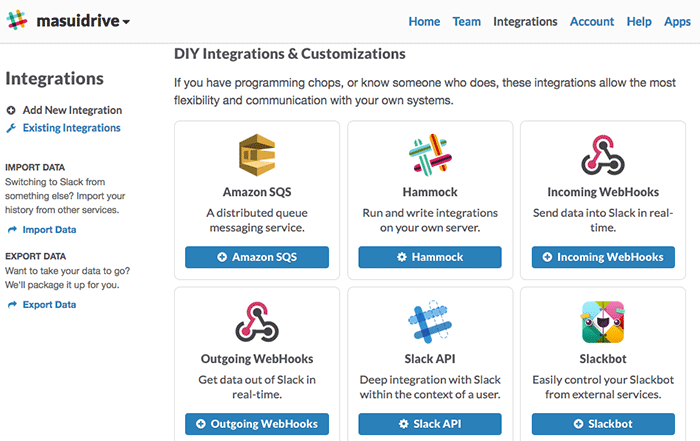 masuidrive
Home Team Integrations Account Help Apps
Integrations
Add New Integration
Existing Integrations
IMPORT DATA
Switching to Slack from
something else? Import your
history from other services.
Import Data
EXPORT DATA
Want to take your data to go?
We'll package it up for you.
Export Data
DIY Integrations & Customizations
If you have programming chops, or know someone who does, these integrations allow the most
flexibility and communication with your own systems.
Amazon SQS
A distributed queue
messaging service.
Amazon SQS
Hammock
Run and write integrations
on your own server.
Hammock
Incoming WebHooks
Send data into Slack in real-
time.
Incoming WebHooks
Outgoing WebHooks
Get data out of Slack in
real-time.
Outgoing WebHooks
Slack API
Deep integration with Slack
within the context of a user.
Slack API
Slackbot
Easily control your Slackbot
from external services.
Slackbot